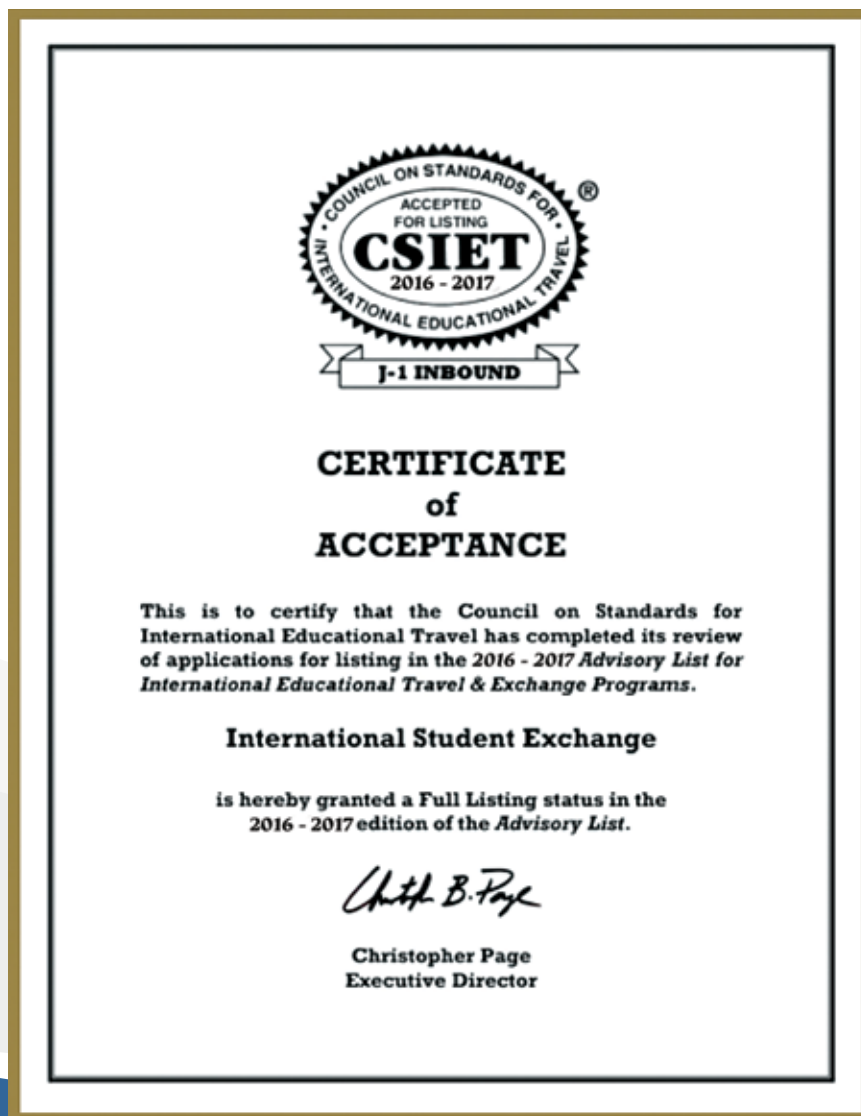 • COUNCIL ON STANDARDS FOR •
INTERNATIONAL EDUCATIONAL TRAVEL
®
ACCEPTED
FOR LISTING
CSIET
2016 - 2017
J-1 INBOUND
CERTIFICATE
of
ACCEPTANCE
This is to certify that the Council on Standards for
International Educational Travel has completed its review
of applications for listing in the 2016 - 2017 Advisory List for
International Educational Travel & Exchange Programs.
International Student Exchange
is hereby granted a Full Listing status in the
2016 - 2017 edition of the Advisory List.
Christopher B. Page
Christopher Page
Executive Director